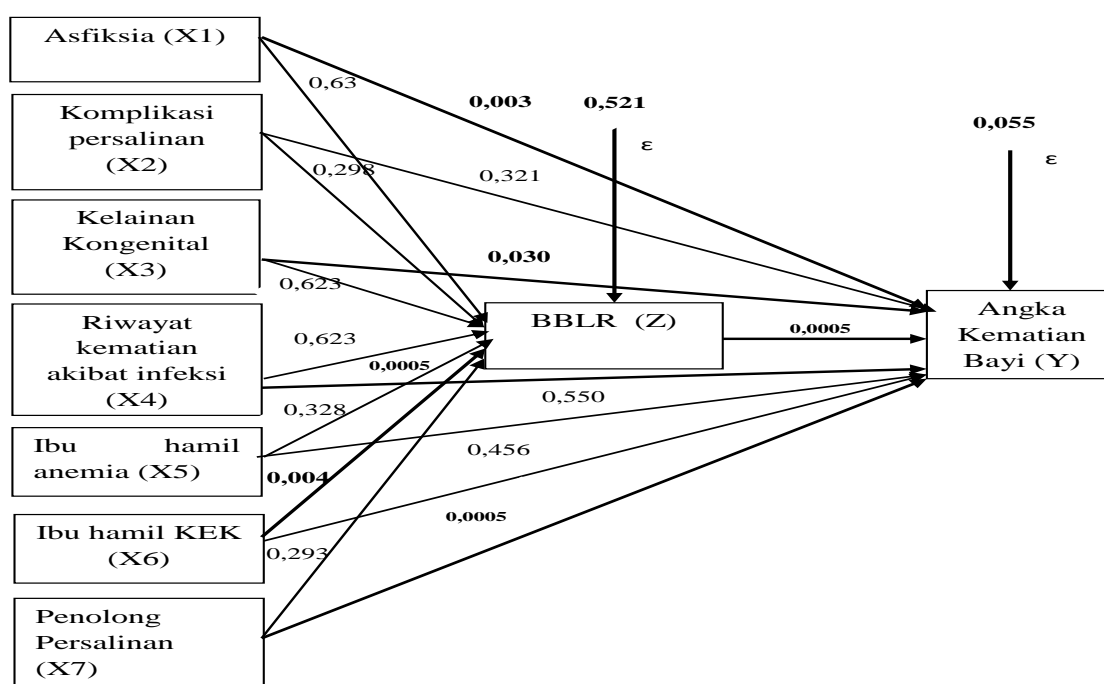 Asfiksia (X1)
Komplikasi
persalinan
(X2)
Kelainan
Kongenital
(X3)
Riwayat
kematian
akibat infeksi
(X4)
Ibu hamil
anemia (X5)
Ibu hamil KEK
(X6)
Penolong
Persalinan
(X7)
0,63
0,298
0,623
0,623
0,0005
0,328
0,004
0,293
0,003
0,521
ε
0,321
0,030
BBLR (Z)
0,0005
0,550
0,456
0,0005
0,055
ε
Angka
Kematian
Bayi (Y)